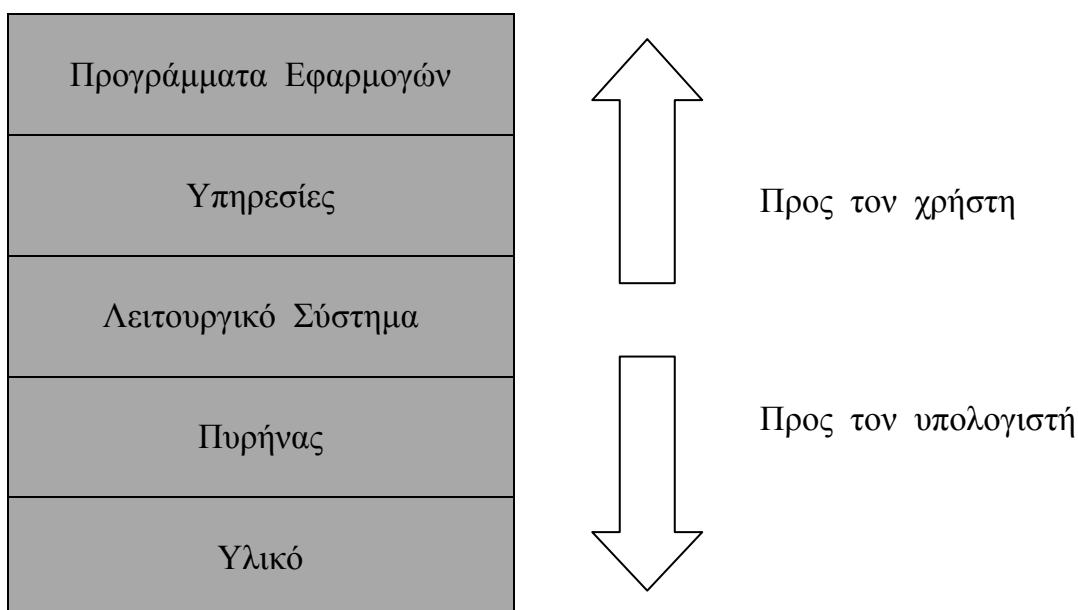 Προγράμματα Εφαρμογών
Υπηρεσίες
Προς τον χρήστη
Λειτουργικό Σύστημα
Προς τον υπολογιστή
Πυρήνας
Υλικό